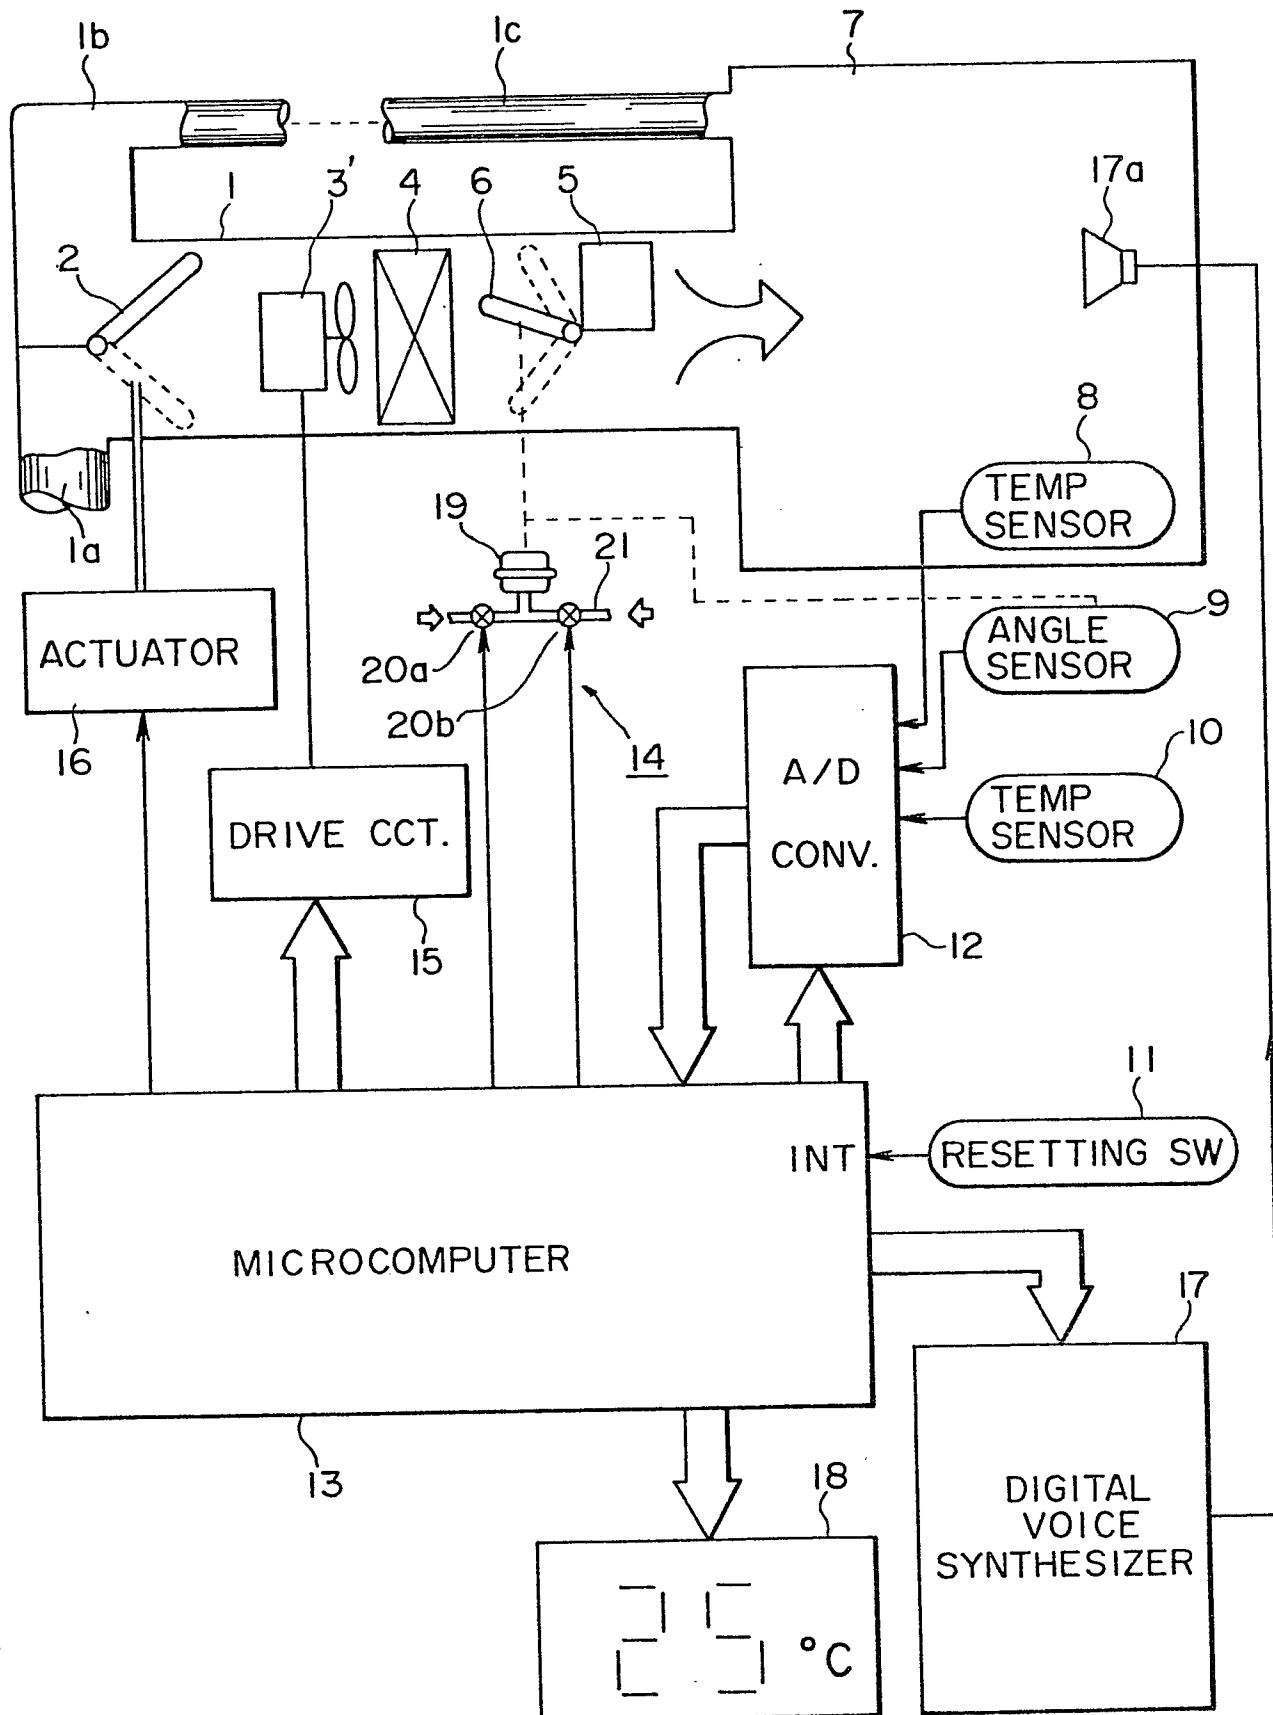 1b
1c
7
1
3'
4
6
5
17a
2
8
TEMP
SENSOR
1a
19
21
9
ANGLE
SENSOR
ACTUATOR
20a
20b
16
14
10
A/D
CONV.
TEMP
SENSOR
DRIVE CCT.
15
12
11
INT
RESETTING SW
MICROCOMPUTER
17
13
18
DIGITAL
VOICE
SYNTHESIZER
25 °C